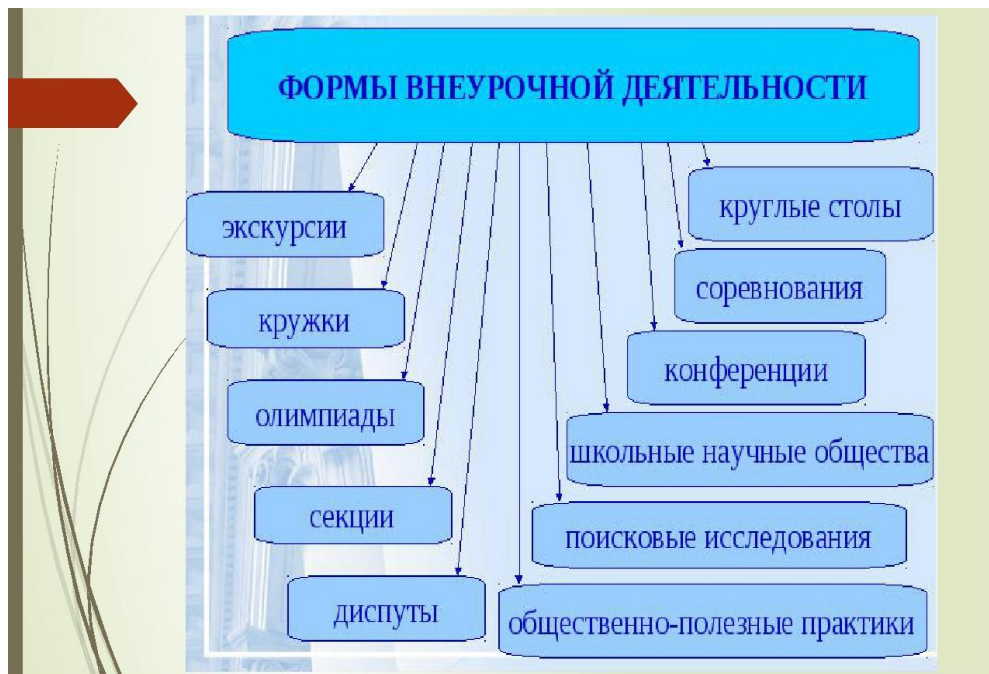 ФОРМЫ ВНЕУРОЧНОЙ ДЕЯТЕЛЬНОСТИ
экскурсии
кружки
олимпиады
секции
диспуты
круглые столы
соревнования
конференции
школьные научные общества
поисковые исследования
общественно-полезные практики